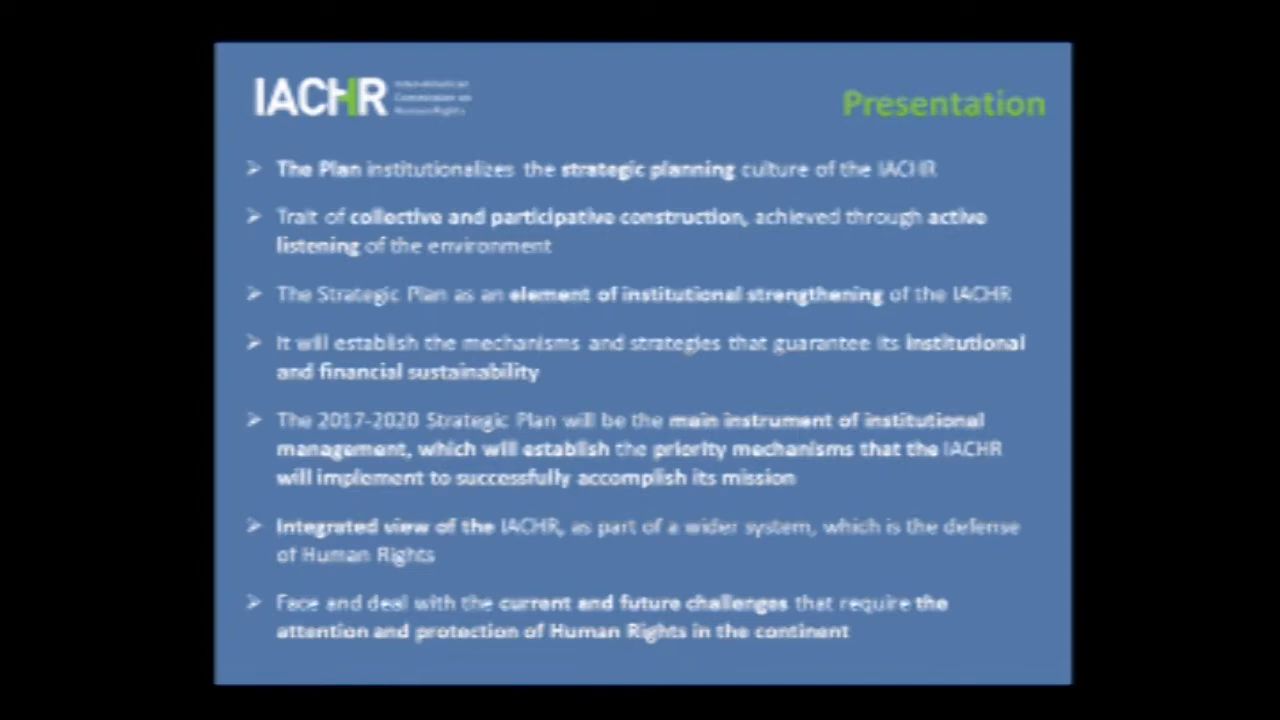 IACHR
Inter-American
Commission on
Human Rights
Presentation
The Plan institutionalizes the strategic planning culture of the IACHR
Trait of collective and participative construction, achieved through active
listening of the environment
The Strategic Plan as an element of institutional strengthening of the IACHR
It will establish the mechanisms and strategies that guarantee its institutional
and financial sustainability
The 2017-2020 Strategic Plan will be the main instrument of institutional
management, which will establish the priority mechanisms that the IACHR
will implement to successfully accomplish its mission
Integrated view of the IACHR, as part of a wider system, which is the defense
of Human Rights
Face and deal with the current and future challenges that require the
attention and protection of Human Rights in the continent